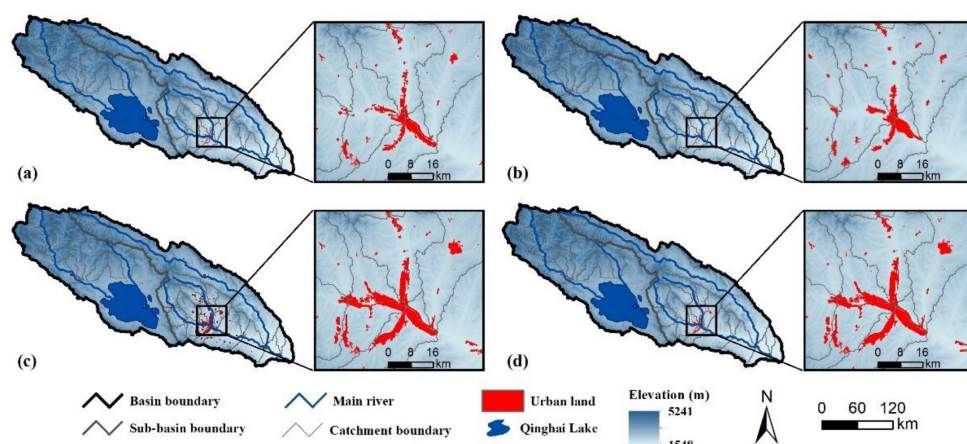 0 8 16
km
(a)
0 8 16
km
(b)
0 8 16
km
(c)
0 8 16
km
(d)
Basin boundary
Main river
Urban land
Elevation (m)
5241
1548
N
0 60 120
km
Sub-basin boundary
Catchment boundary
Qinghai Lake